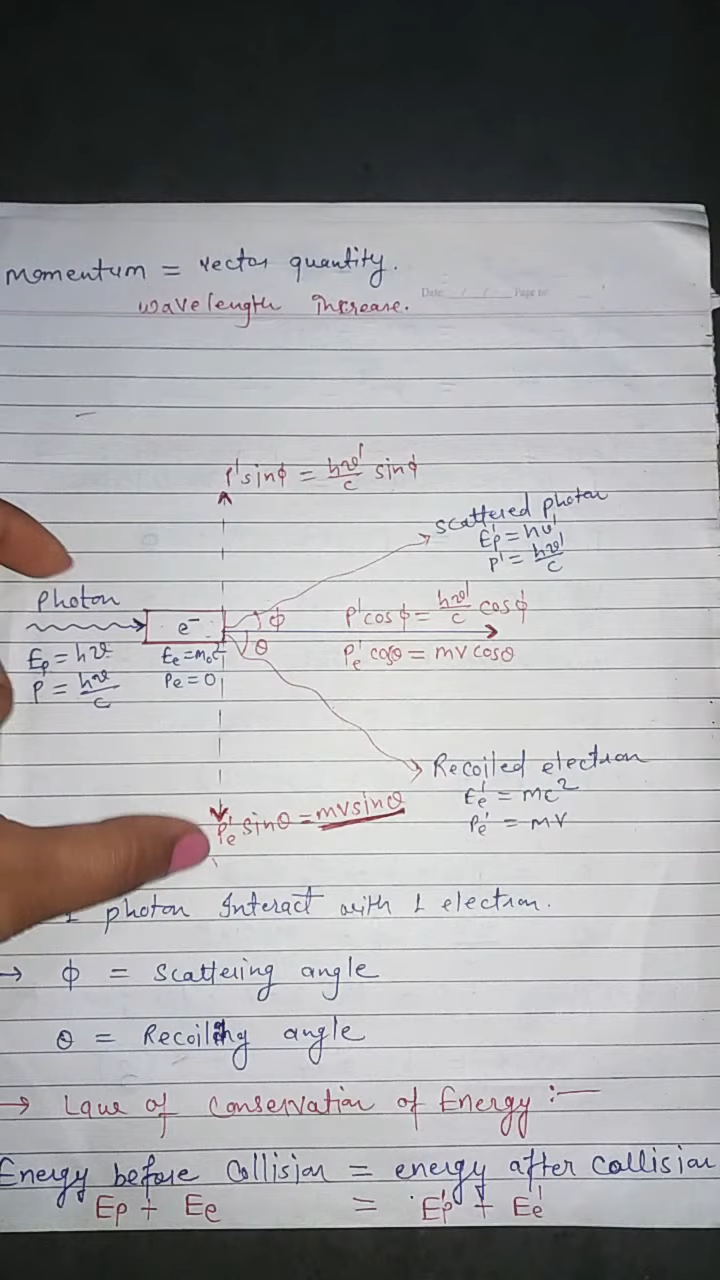 Momentum = vector quantity.
wavelength increase.
Date / / Page no
P'sinϕ = hν'/c sinϕ
scattered photon
E'p = hν'
P' = hν'/c
Photon
e⁻
ϕ
P'cosϕ = hν'/c cosϕ
θ
P'e cosθ = mv cosθ
Ep = hν
Ee = m₀c²
P = hν/c
Pe = 0
Recoiled electron
E'e = mc²
P'e = mv
P'e sinθ = mvsinθ
photon Interact with 1 electron.
→ ϕ = Scattering angle
θ = Recoiling angle
→ Law of Conservation of Energy :—
Energy before Collision = energy after collision
Ep + Ee = E'p + E'e